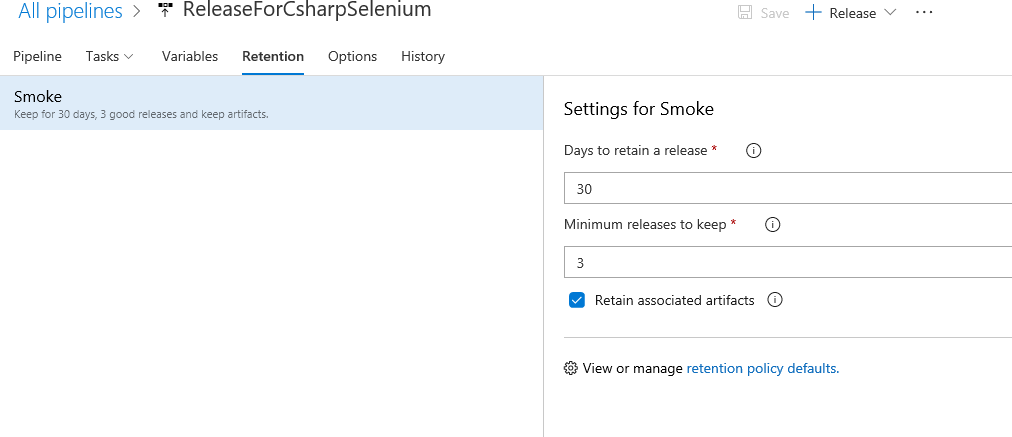 All pipelines > ReleaseForCsharpSelenium
Save + Release ...
Pipeline Tasks Variables Retention Options History
Smoke
Keep for 30 days, 3 good releases and keep artifacts.
Settings for Smoke
Days to retain a release *
30
Minimum releases to keep *
3
Retain associated artifacts
View or manage retention policy defaults.